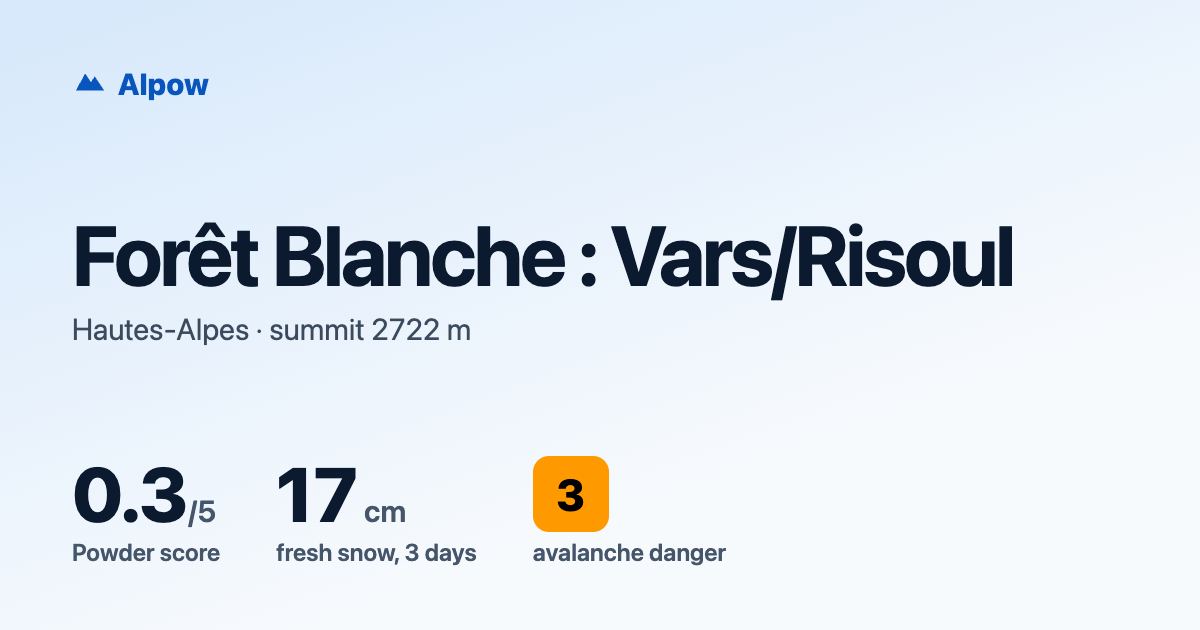 Alpow
Forêt Blanche : Vars/Risoul
Hautes-Alpes · summit 2722 m
0.3/5 17 cm 3
Powder score fresh snow, 3 days avalanche danger